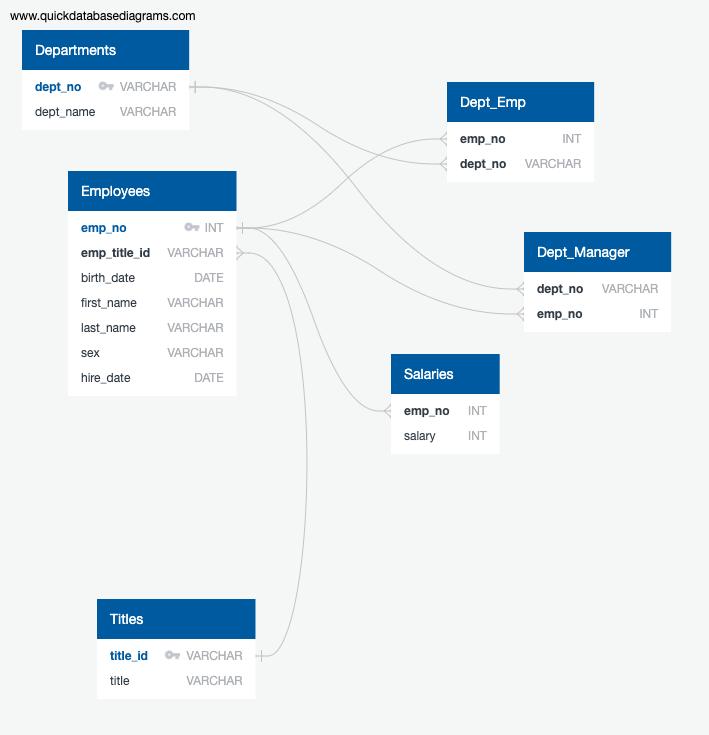 www.quickdatabasediagrams.com
Departments
dept_no VARCHAR
dept_name VARCHAR
Dept_Emp
emp_no INT
dept_no VARCHAR
Employees
emp_no INT
emp_title_id VARCHAR
birth_date DATE
first_name VARCHAR
last_name VARCHAR
sex VARCHAR
hire_date DATE
Dept_Manager
dept_no VARCHAR
emp_no INT
Salaries
emp_no INT
salary INT
Titles
title_id VARCHAR
title VARCHAR